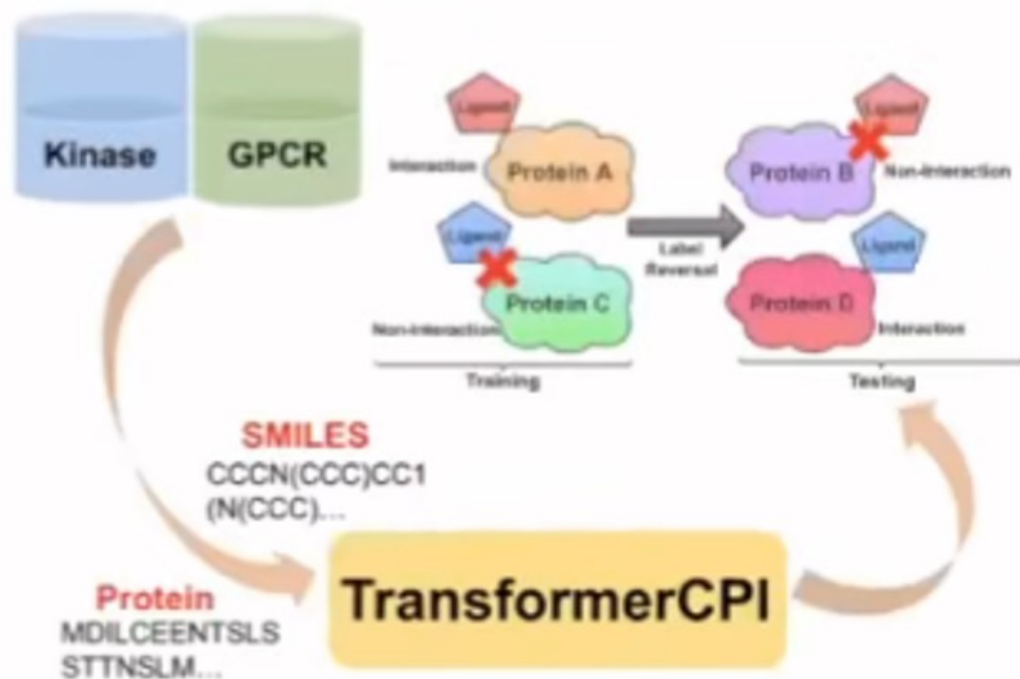 Kinase
GPCR
Ligand
Interaction
Protein A
Ligand
Protein C
Non-Interaction
Training
Label
Reversal
Ligand
Protein B
Non-Interaction
Ligand
Protein D
Interaction
Testing
SMILES
CCCN(CCC)CC1
(N(CCC)...
Protein
MDILCEENTSLS
STTNSLM...
TransformerCPI